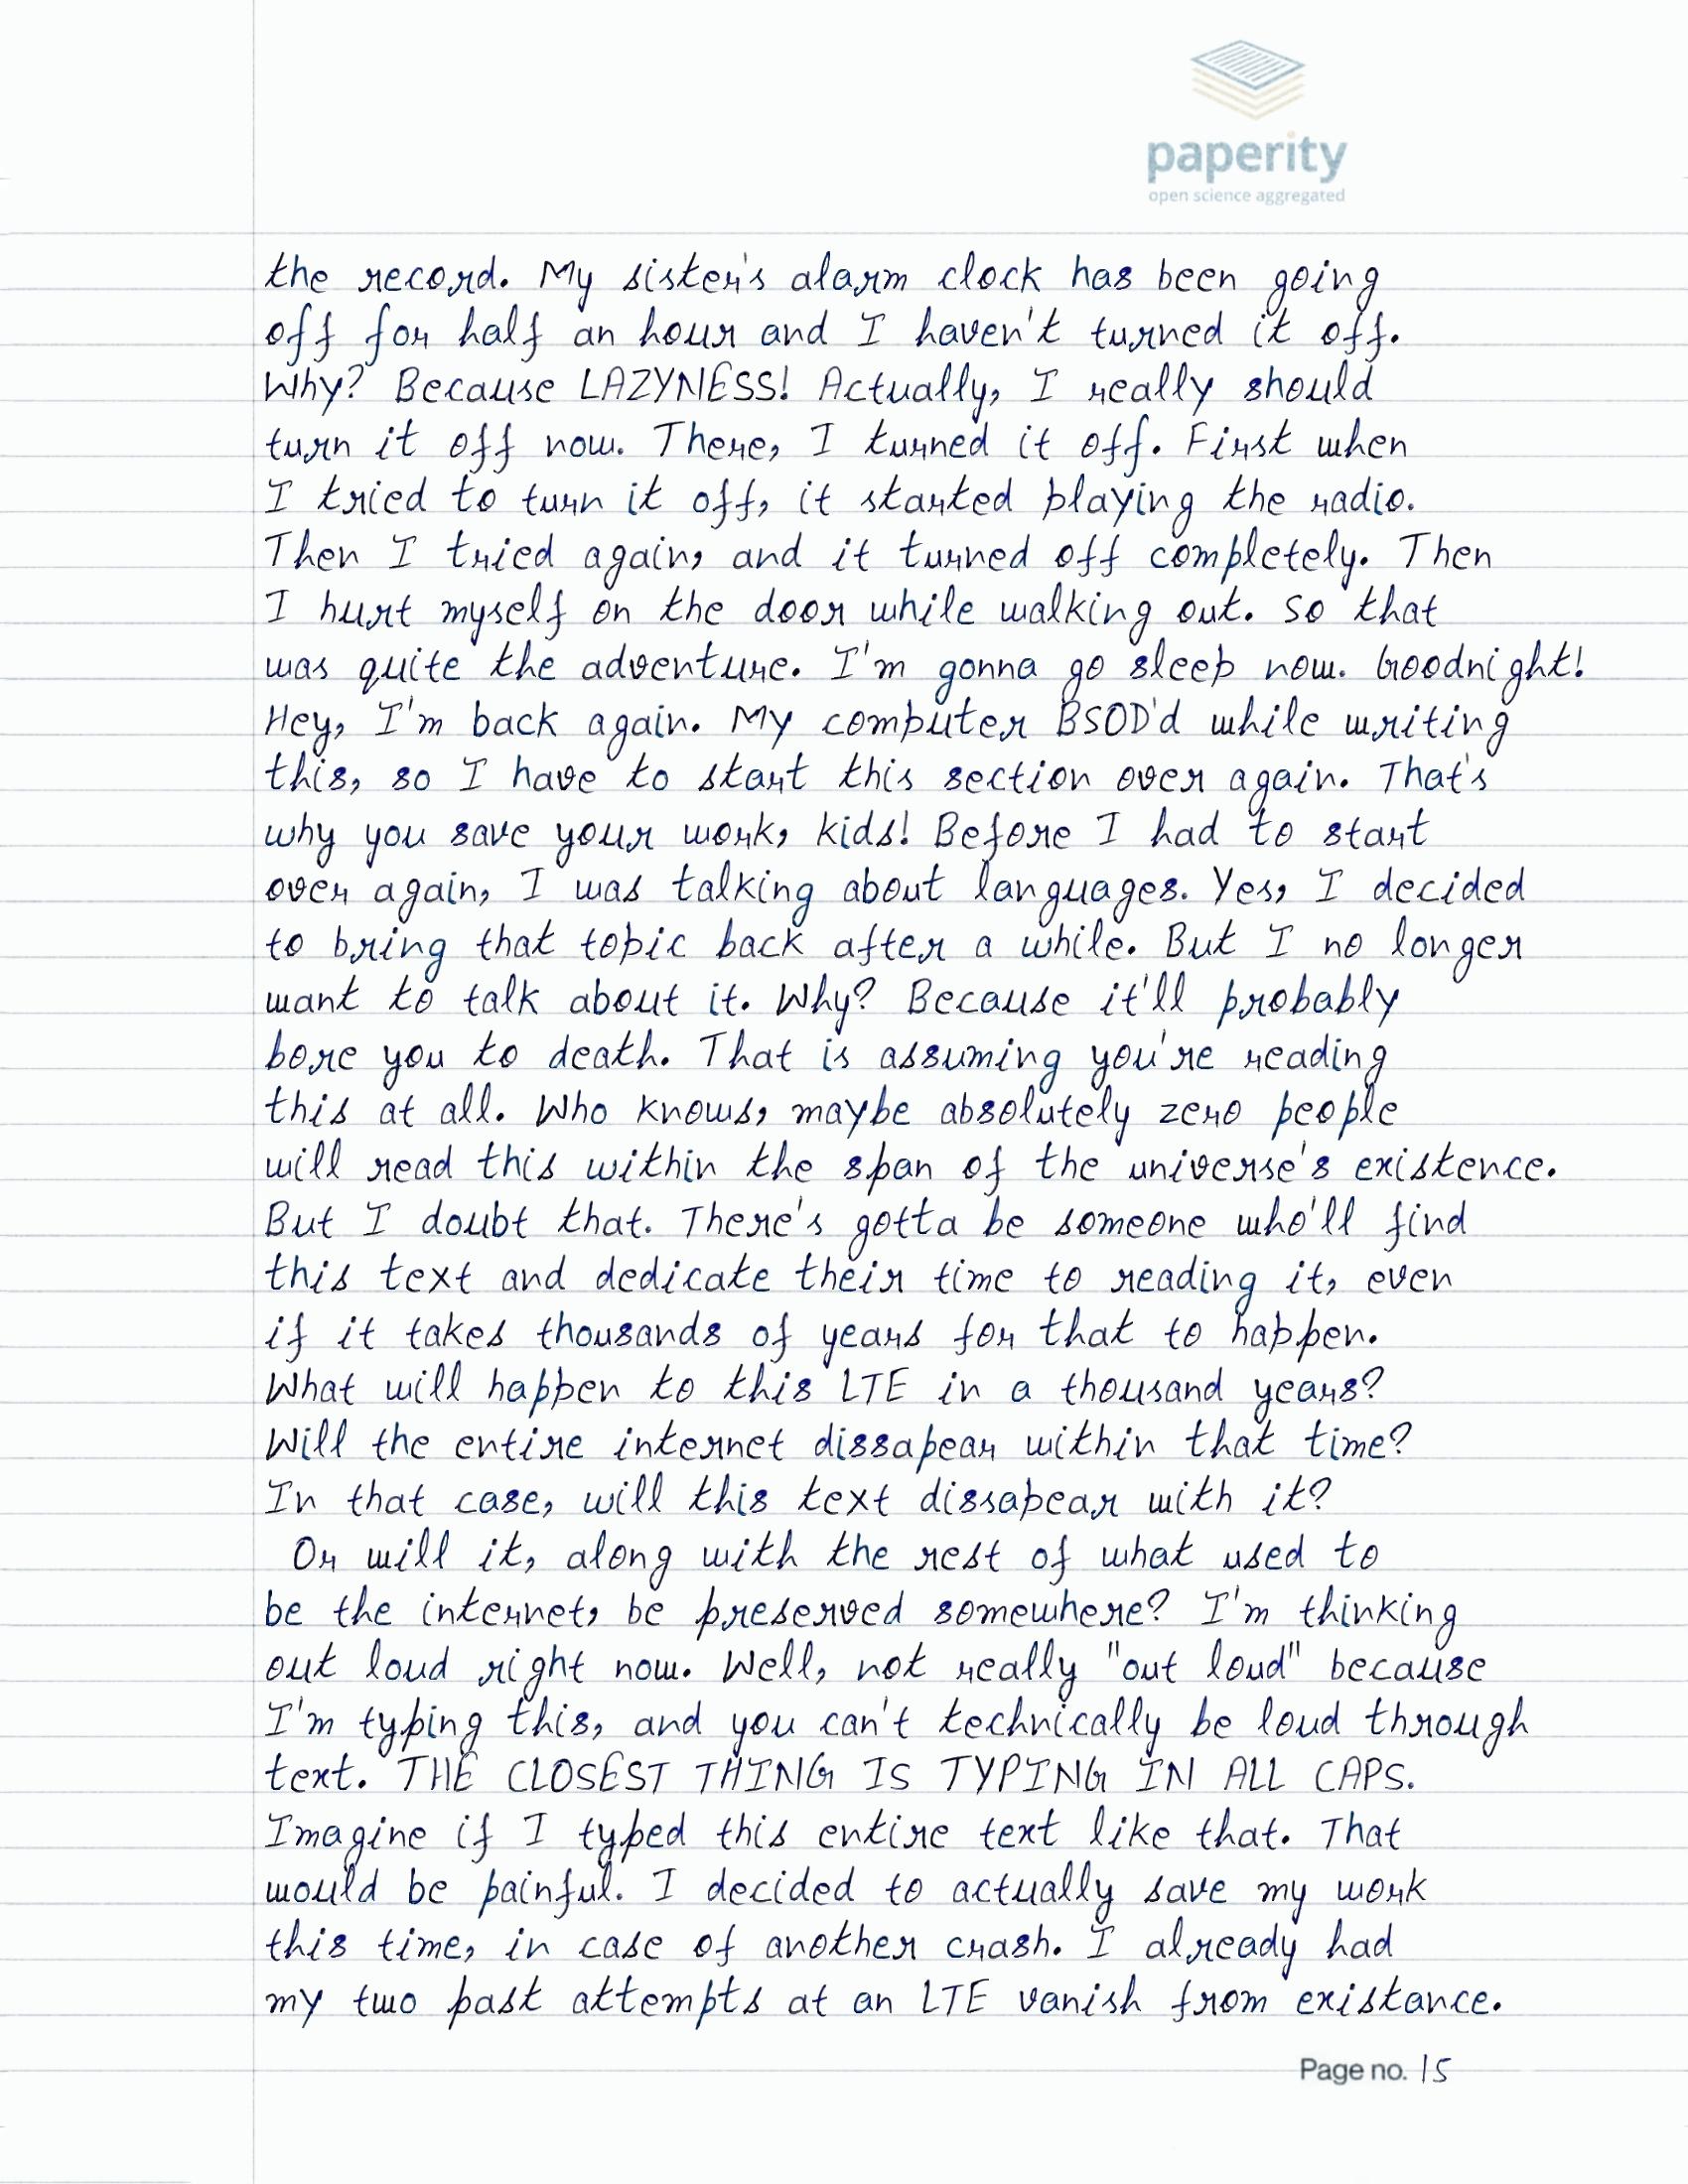 paperity
open science aggregated
the record. My sister's alarm clock has been going
off for half an hour and I haven't turned it off.
Why? Because LAZYNESS! Actually, I really should
turn it off now. There, I turned it off. First when
I tried to turn it off, it started playing the radio.
Then I tried again, and it turned off completely. Then
I hurt myself on the door while walking out. So that
was quite the adventure. I'm gonna go sleep now. Goodnight!
Hey, I'm back again. My computer BSOD'd while writing
this, so I have to start this section over again. That's
why you save your work, kids! Before I had to start
over again, I was talking about languages. Yes, I decided
to bring that topic back after a while. But I no longer
want to talk about it. Why? Because it'll probably
bore you to death. That is assuming you're reading
this at all. Who knows, maybe absolutely zero people
will read this within the span of the universe's existence.
But I doubt that. There's gotta be someone who'll find
this text and dedicate their time to reading it, even
if it takes thousands of years for that to happen.
What will happen to this LTE in a thousand years?
Will the entire internet dissapear within that time?
In that case, will this text dissapear with it?
Or will it, along with the rest of what used to
be the internet, be preserved somewhere? I'm thinking
out loud right now. Well, not really "out loud" because
I'm typing this, and you can't technically be loud through
text. THE CLOSEST THING IS TYPING IN ALL CAPS.
Imagine if I typed this entire text like that. That
would be painful. I decided to actually save my work
this time, in case of another crash. I already had
my two past attempts at an LTE vanish from existance.
Page no. 15